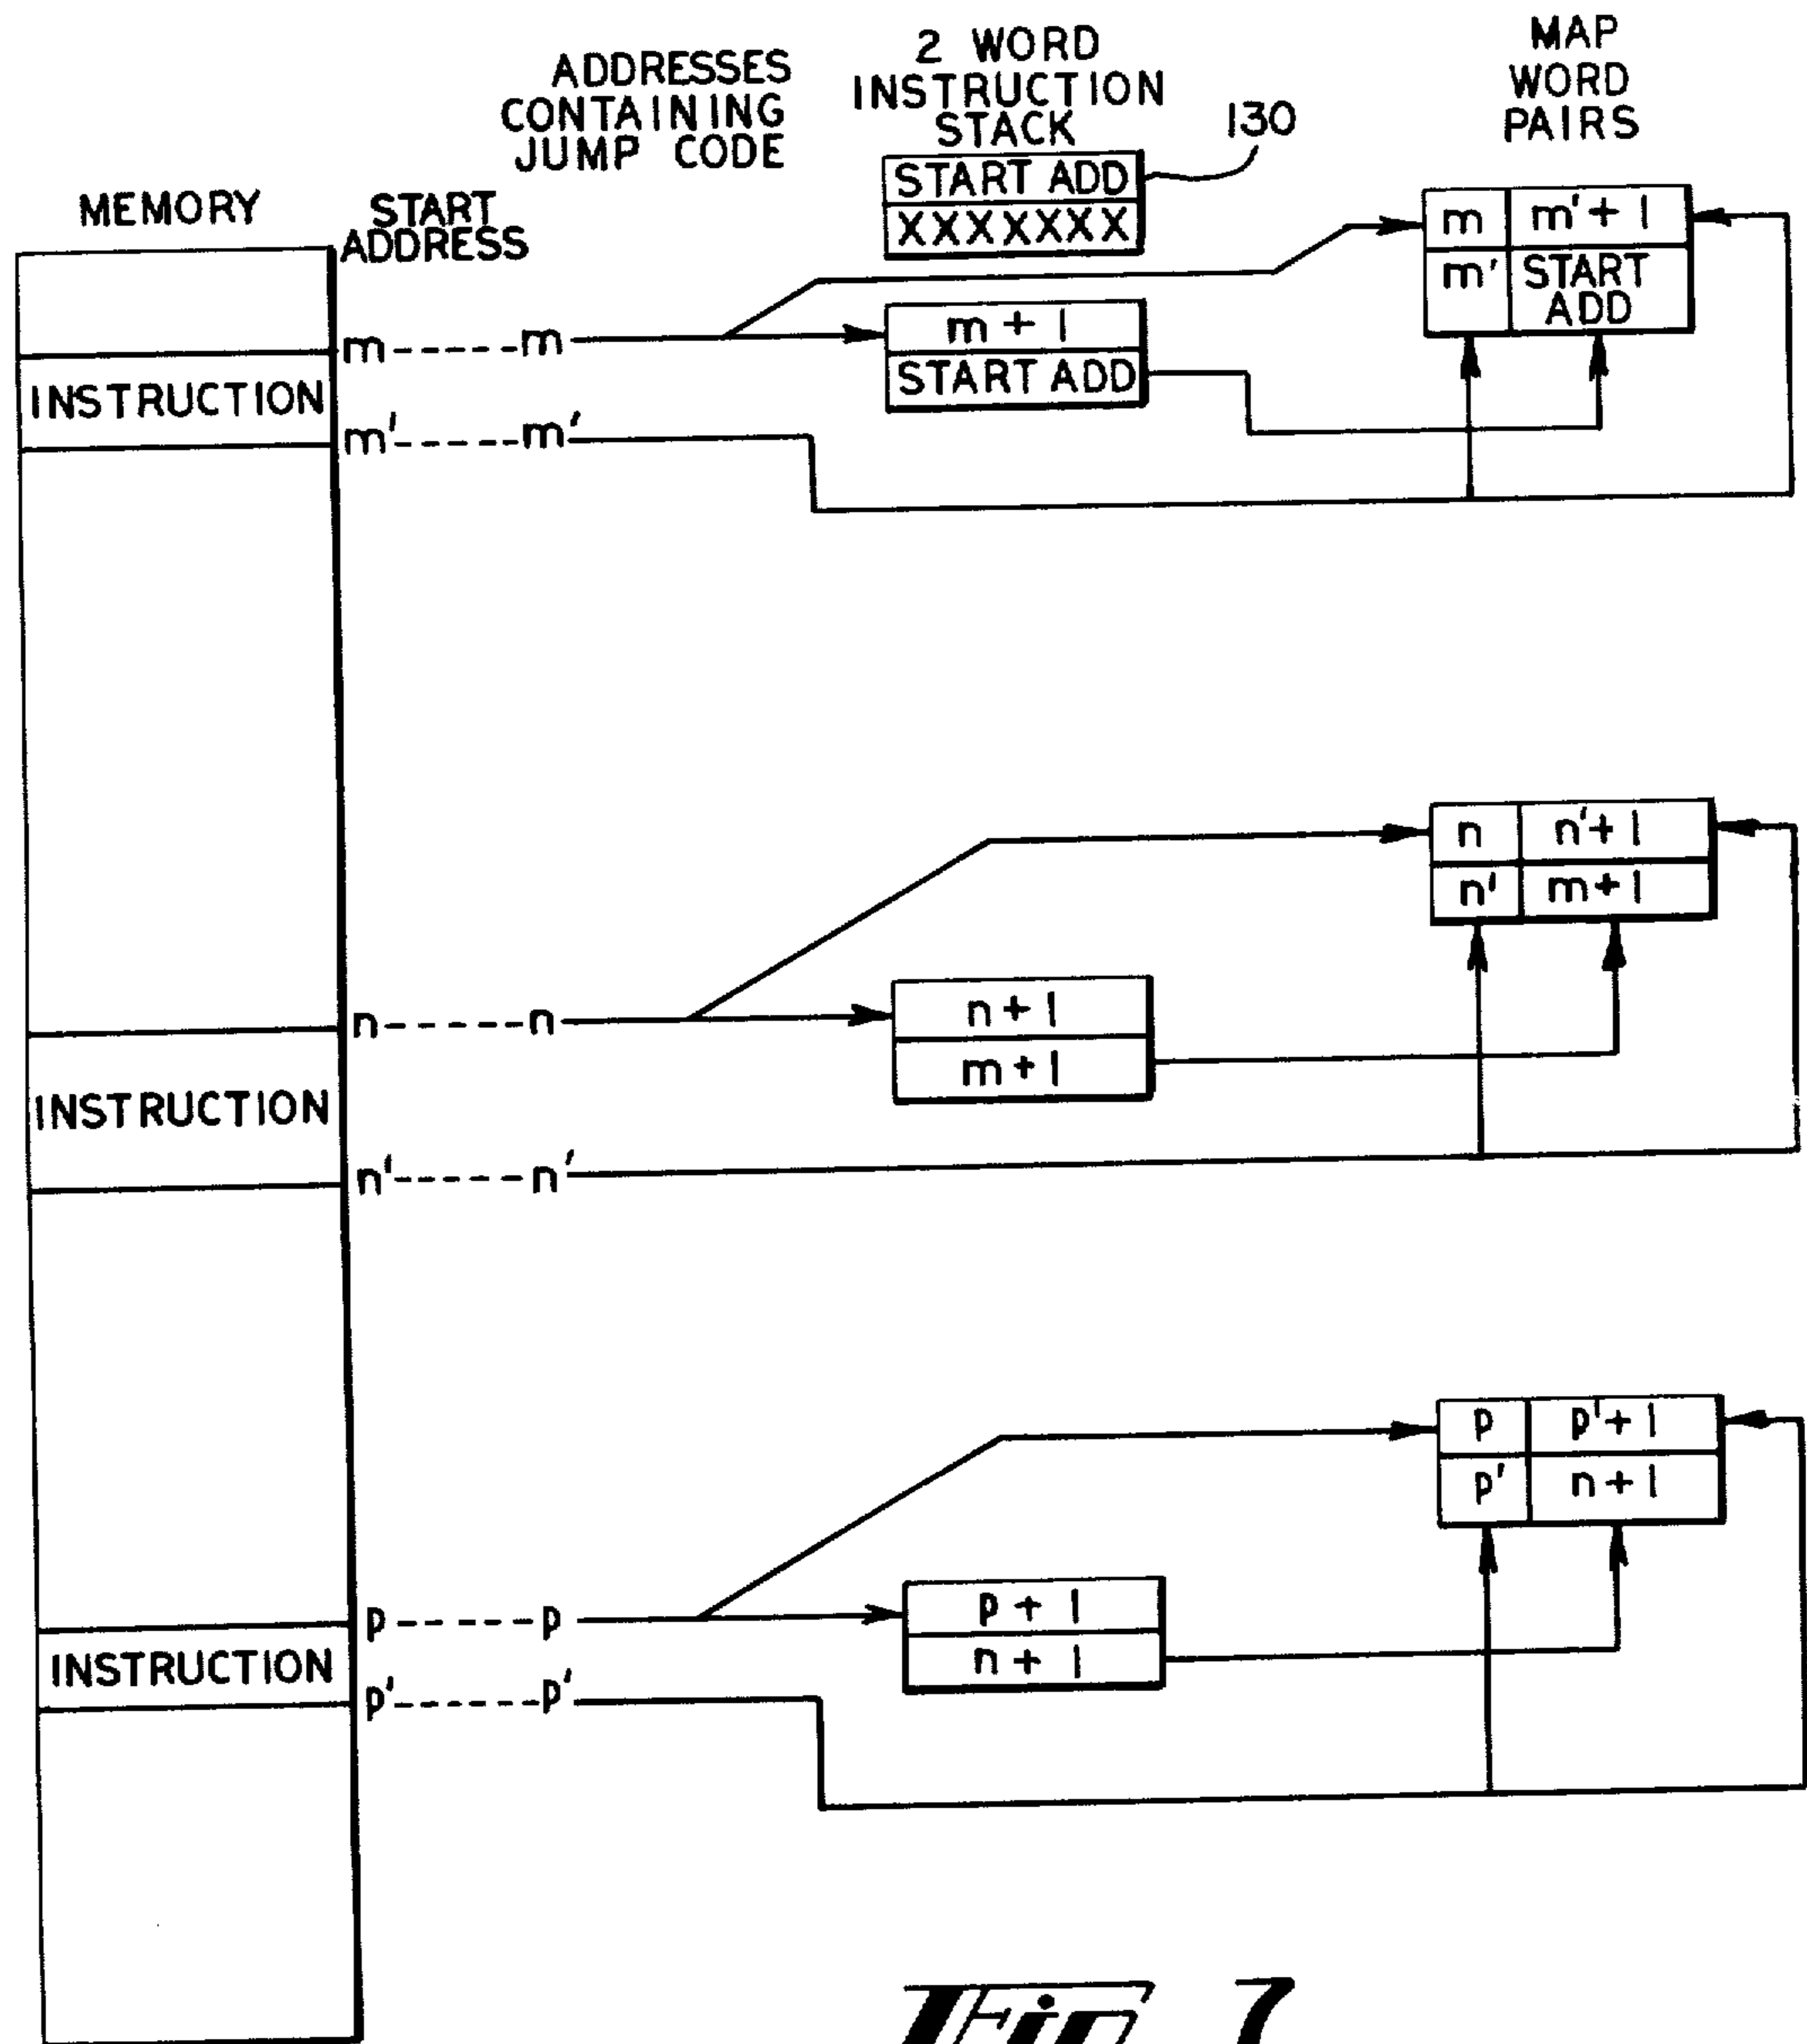 ADDRESSES
CONTAINING
JUMP CODE
2 WORD
INSTRUCTION
STACK
130
MAP
WORD
PAIRS
MEMORY
START
ADDRESS
START ADD
XXXXXXX
m m'+1
m' START
ADD
m------m
m+1
START ADD
INSTRUCTION
m'------m'
n n'+1
n' m+1
n------n
n+1
m+1
INSTRUCTION
n'------n'
p p'+1
p' n+1
p------p
p+1
n+1
INSTRUCTION
p'------p'
Fig 7